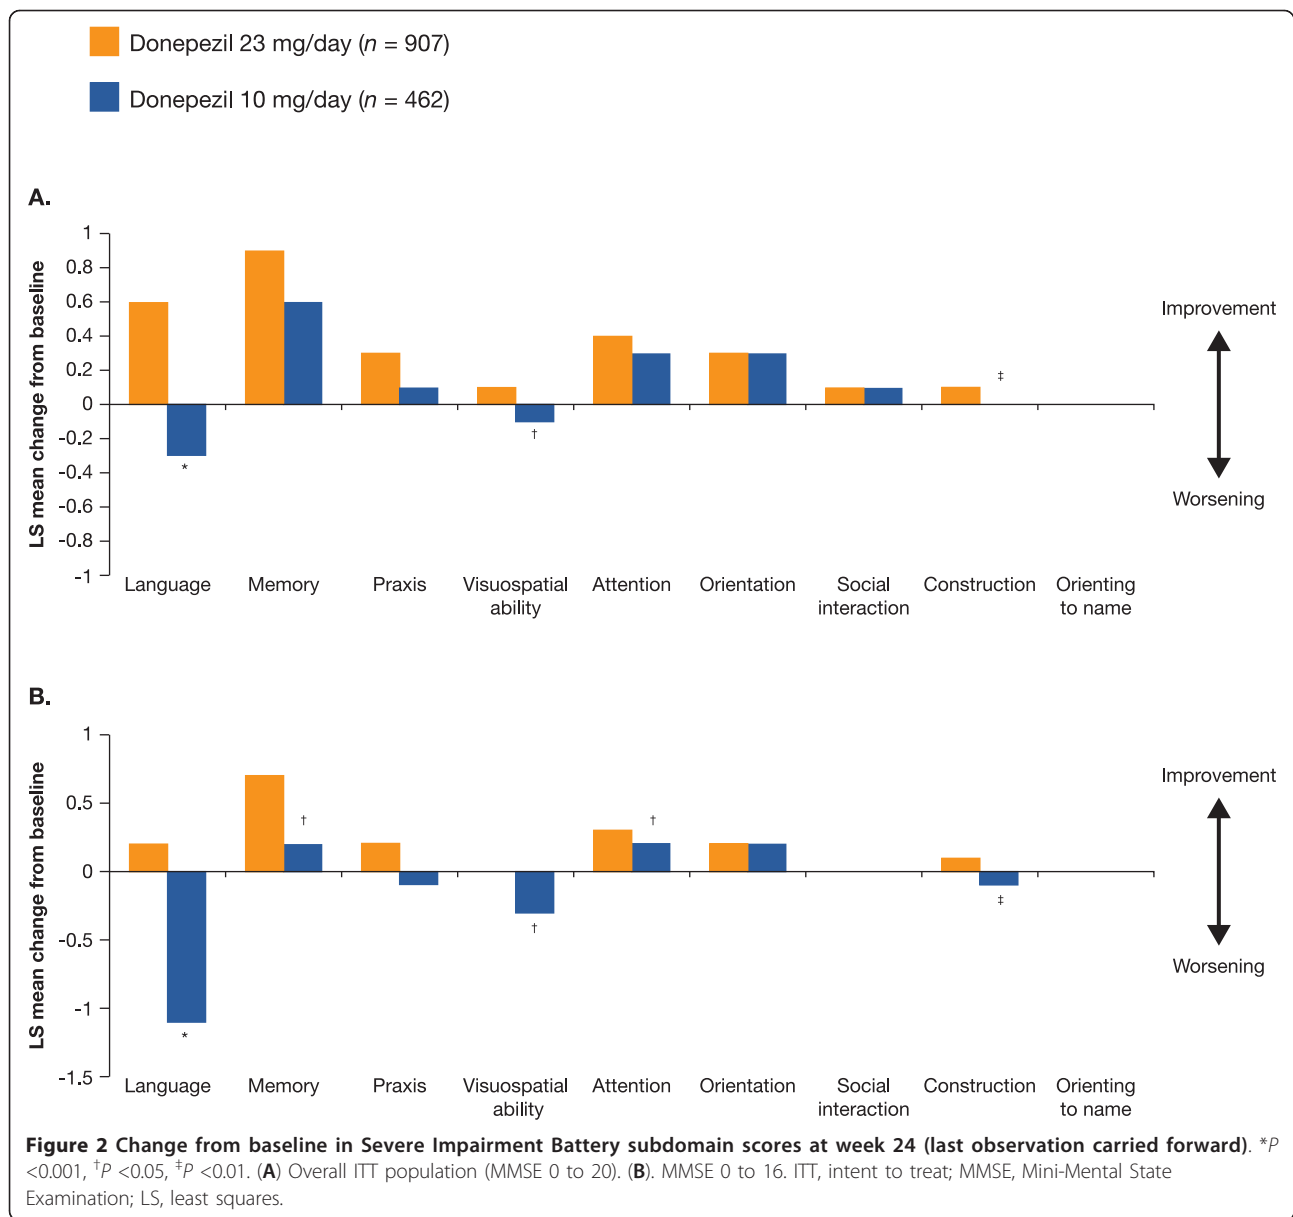 Donepezil 23 mg/day (n = 907)
Donepezil 10 mg/day (n = 462)
A.
LS mean change from baseline
1
0.8
0.6
0.4
0.2
0
-0.2
-0.4
-0.6
-0.8
-1
*
†
‡
Language Memory Praxis Visuospatial ability Attention Orientation Social interaction Construction Orienting to name
Improvement
Worsening
B.
LS mean change from baseline
1
0.5
0
-0.5
-1
-1.5
*
†
†
†
‡
Language Memory Praxis Visuospatial ability Attention Orientation Social interaction Construction Orienting to name
Improvement
Worsening
Figure 2 Change from baseline in Severe Impairment Battery subdomain scores at week 24 (last observation carried forward). *P
<0.001, †P <0.05, ‡P <0.01. (A) Overall ITT population (MMSE 0 to 20). (B). MMSE 0 to 16. ITT, intent to treat; MMSE, Mini-Mental State
Examination; LS, least squares.